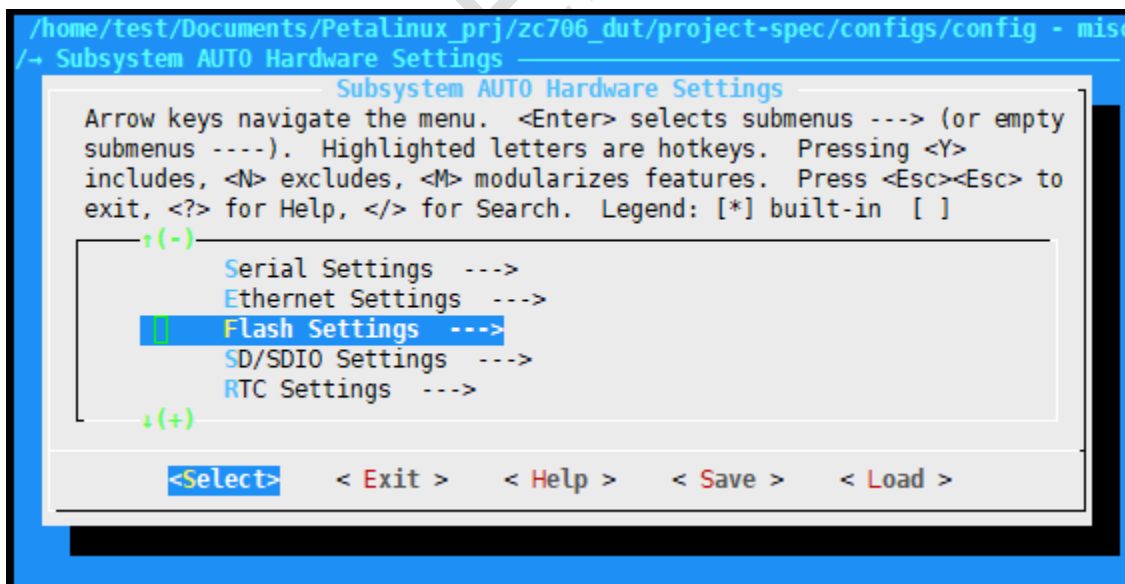 /home/test/Documents/Petalinux_prj/zc706_dut/project-spec/configs/config - misc
/→ Subsystem AUTO Hardware Settings
Subsystem AUTO Hardware Settings
Arrow keys navigate the menu.  <Enter> selects submenus ---> (or empty
submenus ----).  Highlighted letters are hotkeys.  Pressing <Y>
includes, <N> excludes, <M> modularizes features.  Press <Esc><Esc> to
exit, <?> for Help, </> for Search.  Legend: [*] built-in  [ ]
↑(-)
Serial Settings  --->
Ethernet Settings  --->
Flash Settings  --->
SD/SDIO Settings  --->
RTC Settings  --->
↓(+)
<Select>    < Exit >    < Help >    < Save >    < Load >